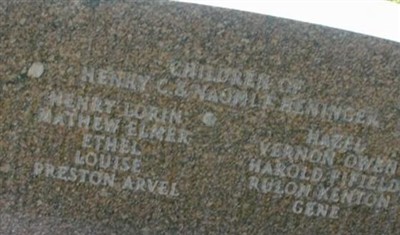 CHILDREN OF
HENRY C. & NAOMI F. HENINGER
HENRY LORIN
MATHEW ELMER
ETHEL
LOUISE
PRESTON ARVEL
HAZEL
VERNON OWEN
HAROLD FIFIELD
RULON KENTON
GENE